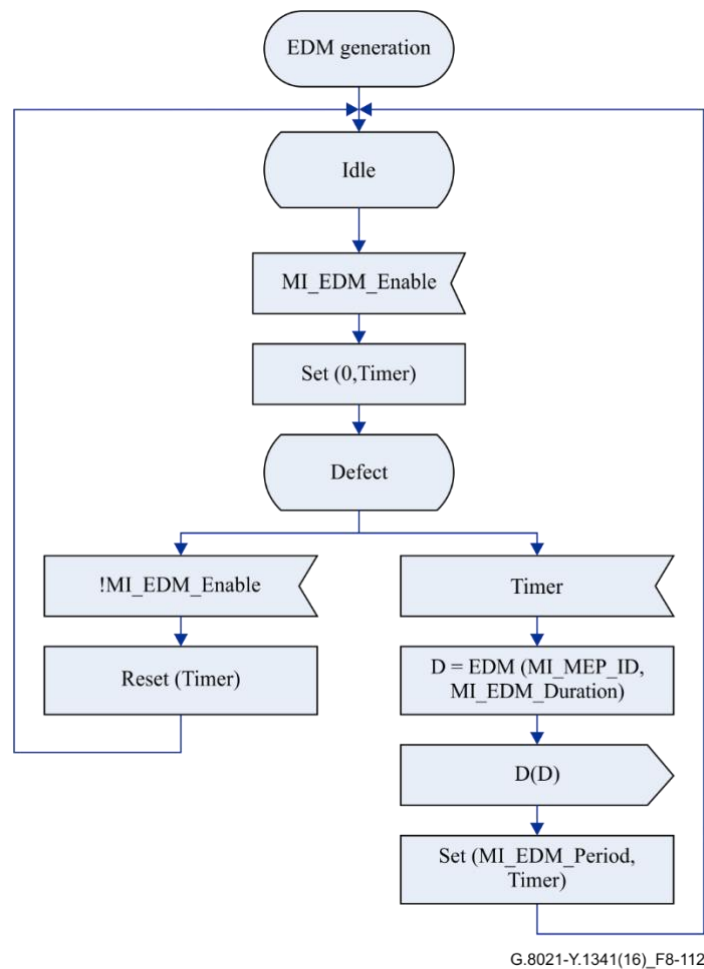 EDM generation
Idle
MI_EDM_Enable
Set (0,Timer)
Defect
!MI_EDM_Enable
Reset (Timer)
Timer
D = EDM (MI_MEP_ID,
MI_EDM_Duration)
D(D)
Set (MI_EDM_Period,
Timer)
G.8021-Y.1341(16)_F8-112